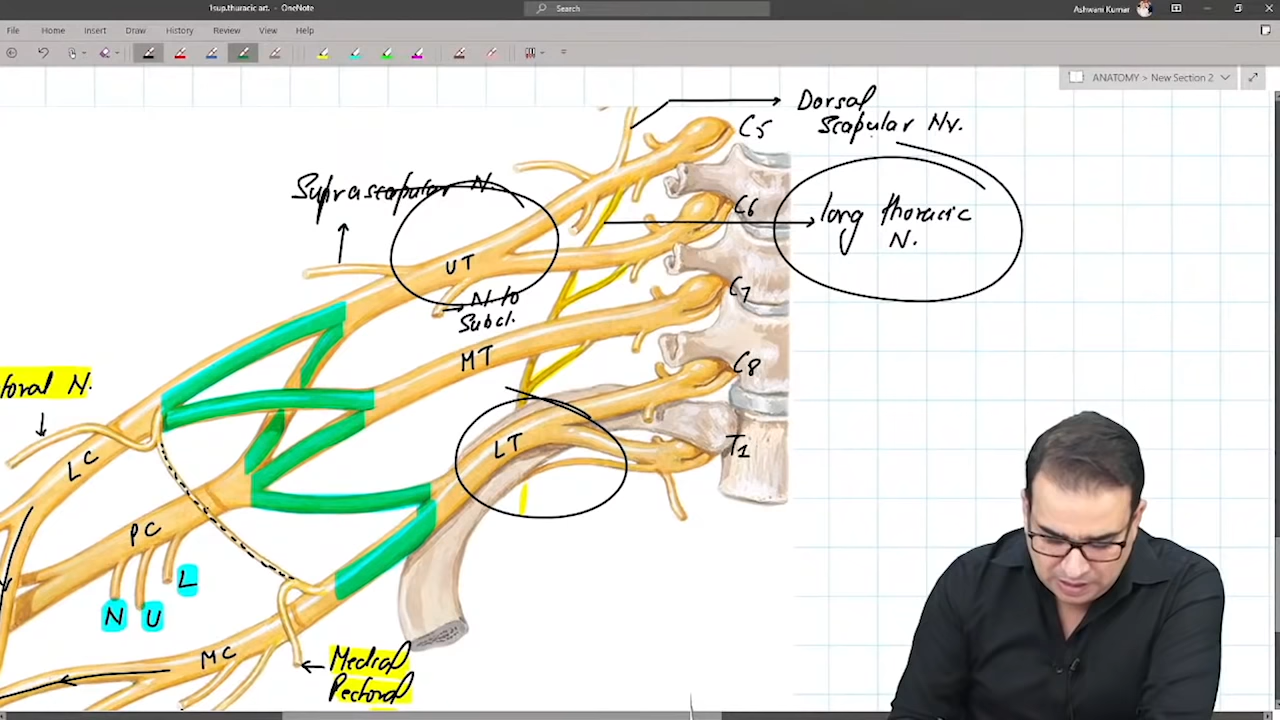 1sup.thoracic art. - OneNote
Search
Ashwani Kumar
File Home Insert Draw History Review View Help
ANATOMY > New Section 2
Dorsal
Scapular Nv.
C5
Suprascapular N.
C6
long thoracic
N.
UT
C7
N to
Subcl.
MT
C8
toral N.
LT
T1
LC
PC
L
N U
MC
Medial
Pectoral